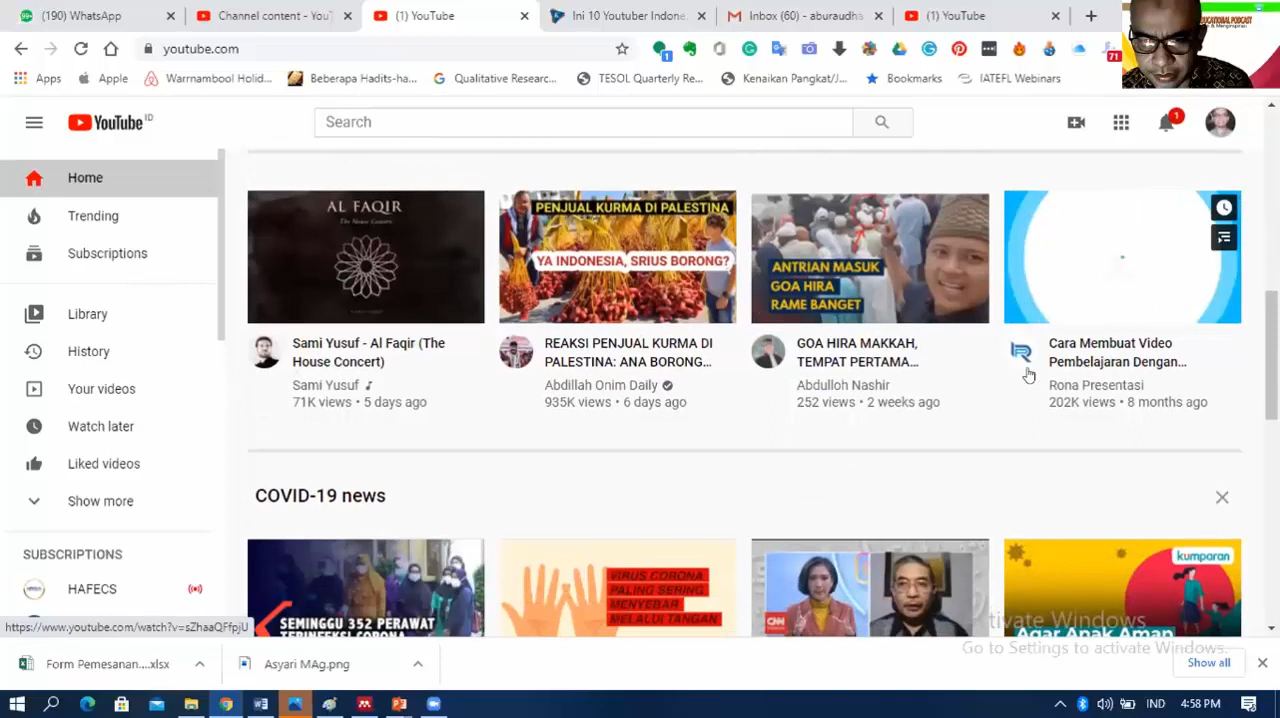 (190) WhatsApp
Channel content - YouT
(1) YouTube
Ini 10 Youtuber Indone
Inbox (60) - aburaudha
(1) YouTube
youtube.com
1
71
Apps
Apple
Warrnambool Holid...
Beberapa Hadits-ha...
Qualitative Researc...
TESOL Quarterly Re...
Kenaikan Pangkat/J...
Bookmarks
IATEFL Webinars
YouTube ID
Search
1
Home
Trending
Subscriptions
Library
History
Your videos
Watch later
Liked videos
Show more
SUBSCRIPTIONS
HAFECS
AL FAQIR
The House Concert
Sami Yusuf - Al Faqir (The
House Concert)
Sami Yusuf
71K views • 5 days ago
PENJUAL KURMA DI PALESTINA
YA INDONESIA, SRIUS BORONG?
REAKSI PENJUAL KURMA DI
PALESTINA: ANA BORONG...
Abdillah Onim Daily
935K views • 6 days ago
ANTRIAN MASUK
GOA HIRA
RAME BANGET
GOA HIRA MAKKAH,
TEMPAT PERTAMA...
Abdulloh Nashir
252 views • 2 weeks ago
Cara Membuat Video
Pembelajaran Dengan...
Rona Presentasi
202K views • 8 months ago
COVID-19 news
SEMINGGU 352 PERAWAT
TERINFEKSI CORONA
VIRUS CORONA
PALING SERING
MENYEBAR
MELALUI TANGAN
CNN
kumparan
Agar Anak Aman
Activate Windows
Go to Settings to activate Windows.
https://www.youtube.com/watch?v=sZraaQFHpjU
Form Pemesanan....xlsx
Asyari MAg.png
Show all
IND
4:58 PM